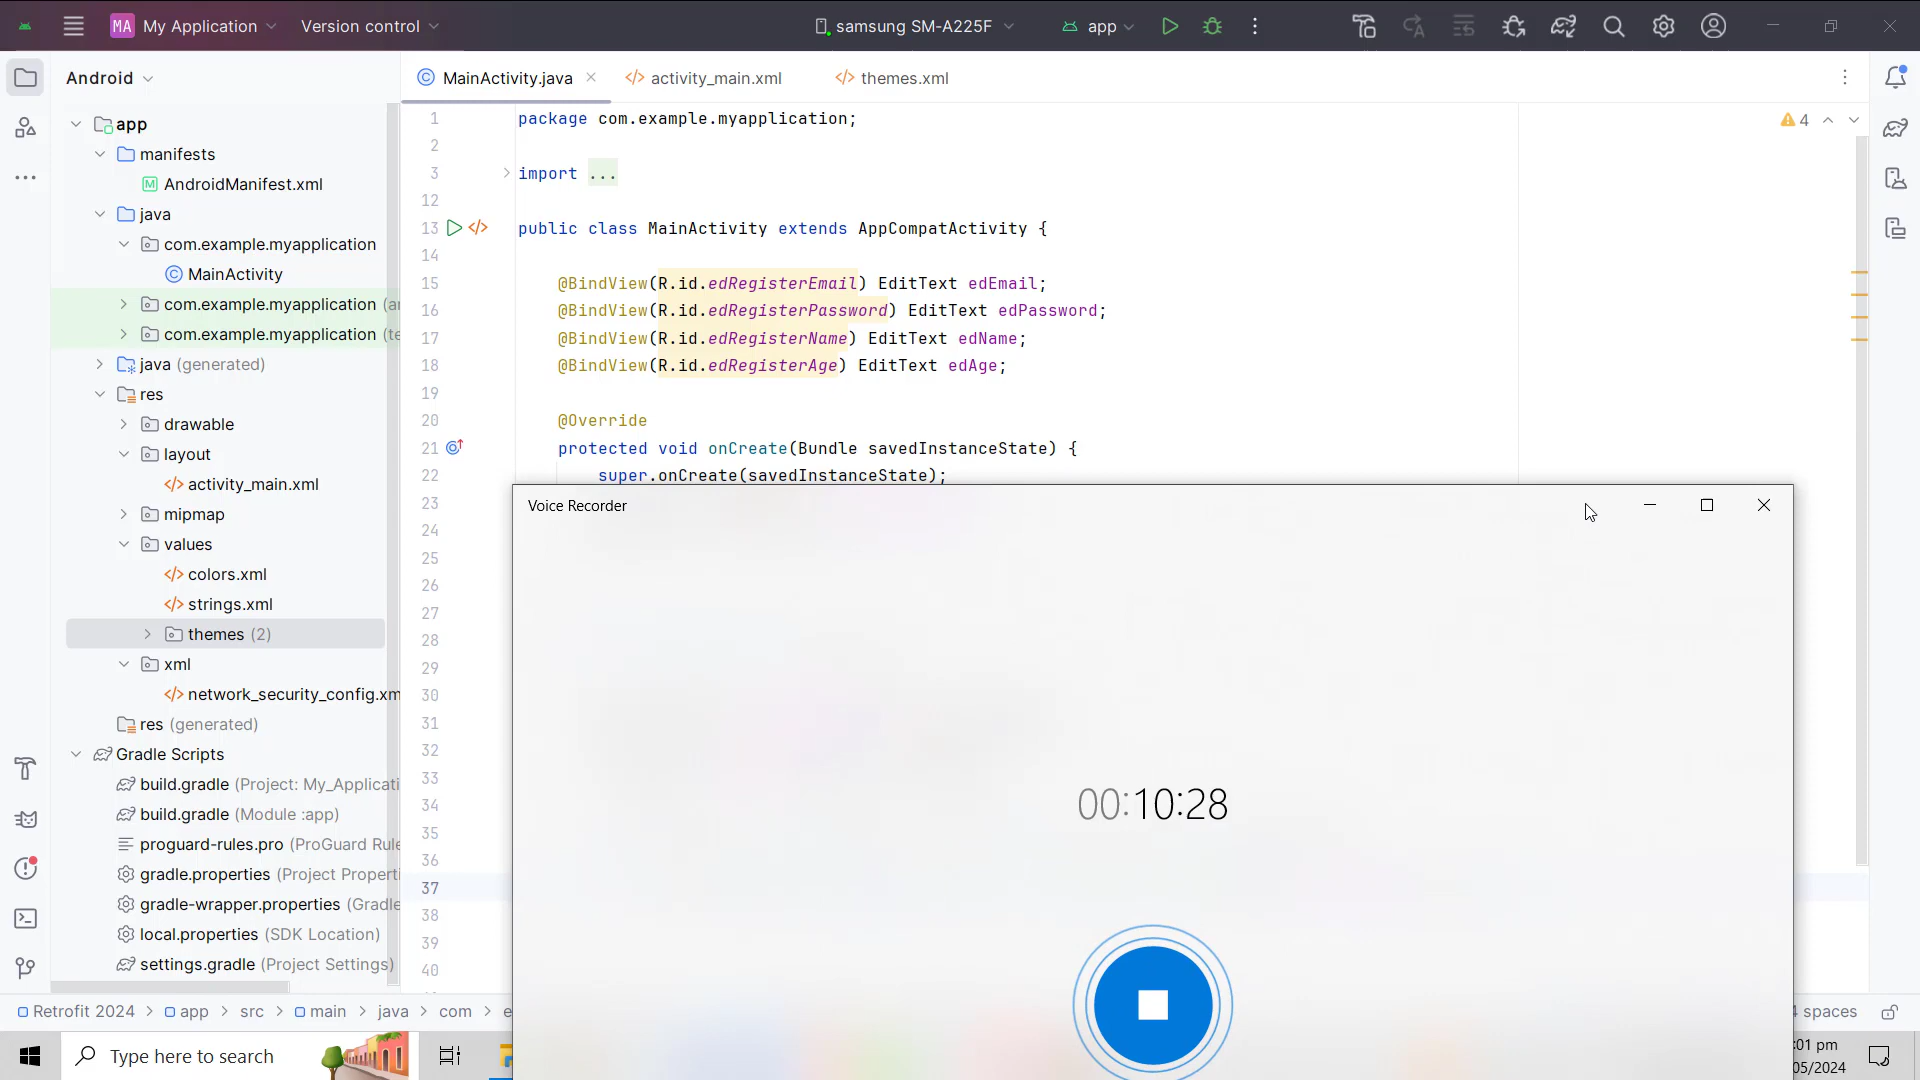 MA My Application Version control samsung SM-A225F app
Android
MainActivity.java activity_main.xml themes.xml
app
manifests
AndroidManifest.xml
java
com.example.myapplication
MainActivity
com.example.myapplication (a
com.example.myapplication (te
java (generated)
res
drawable
layout
activity_main.xml
mipmap
values
colors.xml
strings.xml
themes (2)
xml
network_security_config.xm
res (generated)
Gradle Scripts
build.gradle (Project: My_Applicati
build.gradle (Module :app)
proguard-rules.pro (ProGuard Rule
gradle.properties (Project Properti
gradle-wrapper.properties (Gradle
local.properties (SDK Location)
settings.gradle (Project Settings)
4
1 package com.example.myapplication;
2
3 import ...
12
13 public class MainActivity extends AppCompatActivity {
14
15 @BindView(R.id.edRegisterEmail) EditText edEmail;
16 @BindView(R.id.edRegisterPassword) EditText edPassword;
17 @BindView(R.id.edRegisterName) EditText edName;
18 @BindView(R.id.edRegisterAge) EditText edAge;
19
20 @Override
21 protected void onCreate(Bundle savedInstanceState) {
22 super.onCreate(savedInstanceState);
23
24
25
26
27
28
29
30
31
32
33
34
35
36
37
38
39
40
Voice Recorder
00:10:28
Retrofit 2024 > app > src > main > java > com > e
4 spaces
Type here to search
:01 pm
05/2024